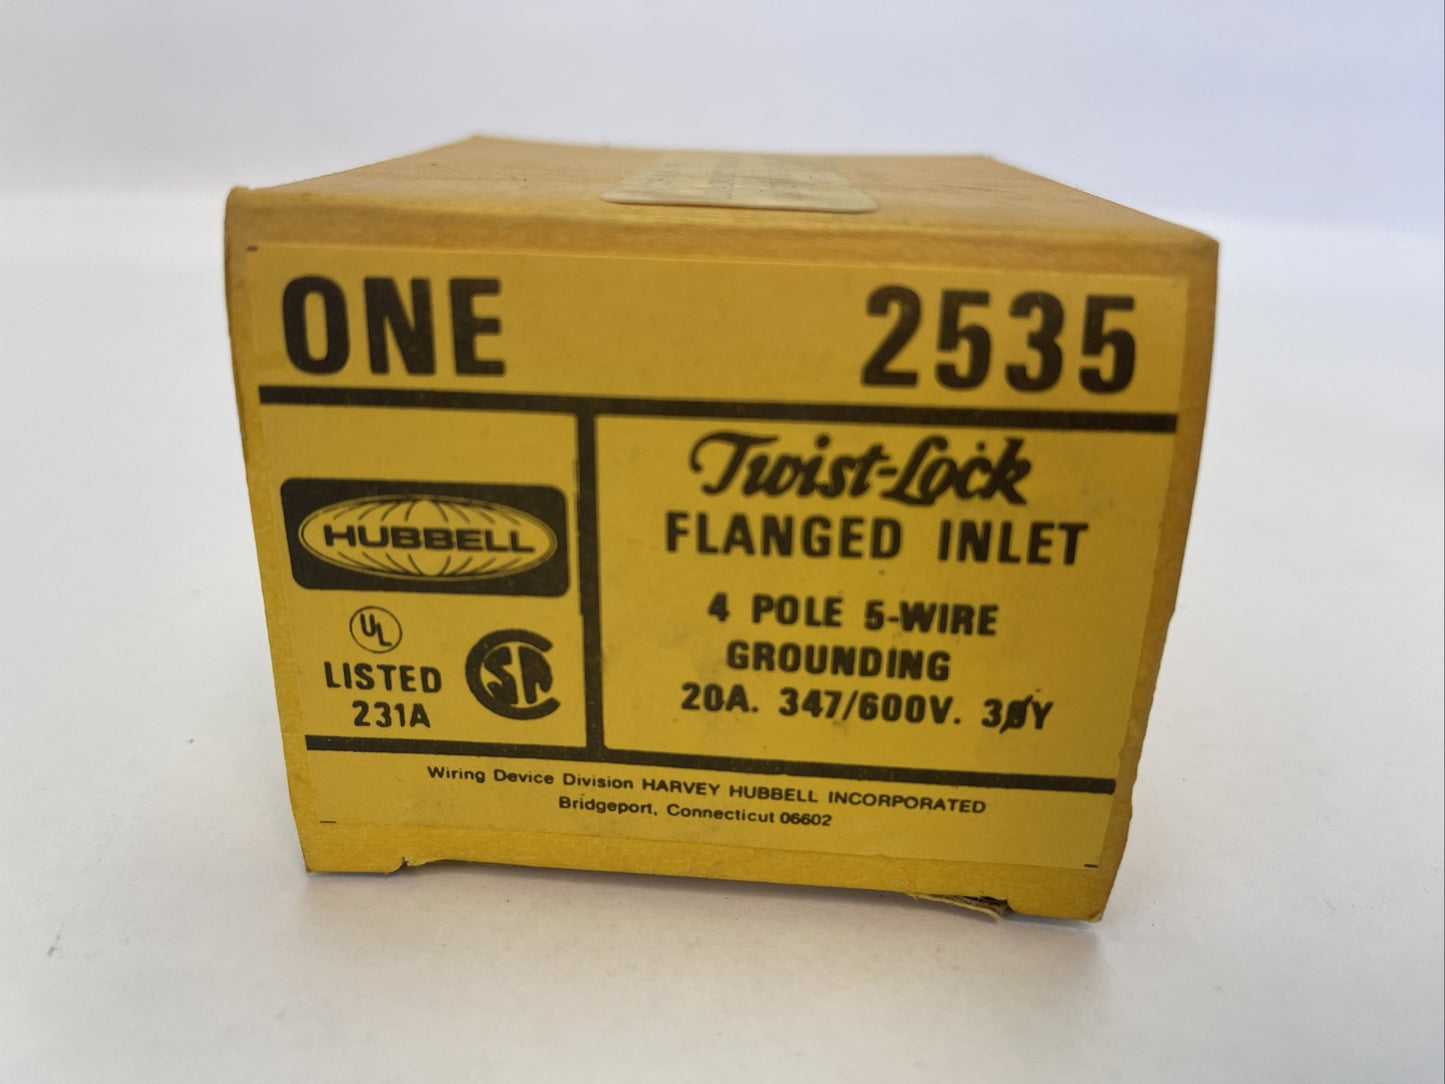 ONE 2535
HUBBELL
UL
LISTED
231A
SA
Twist-Lock
FLANGED INLET
4 POLE 5-WIRE
GROUNDING
20A. 347/600V. 3ØY
Wiring Device Division HARVEY HUBBELL INCORPORATED
Bridgeport, Connecticut 06602